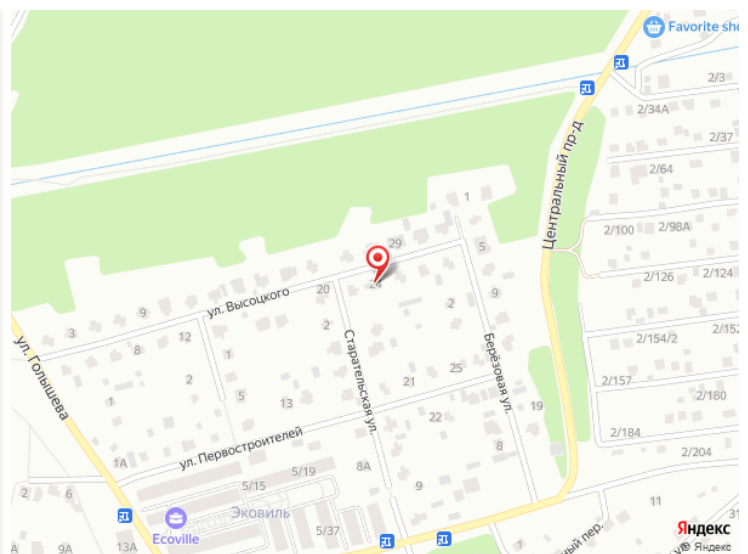 Favorite sho
2/3
2/34А
2/37
Центральный пр-д
2/64
1
2/100
2/98А
29
5
2/126
2/124
24
20
ул. Высоцкого
9
2
9
3
2
12
8
Старательская ул.
Берёзовая ул.
2/154/2
2/152
ул. Голышева
1
25
2/157
2
21
1
5
13
2/180
22
19
ул. Первостроителей
2/184
1А
5/19
8А
8
2/204
5/15
9
2
6
Эковиль
11
31
Ecoville
5/37
Яндекс
8А
9А
13А
ный пер.
© Яндекс